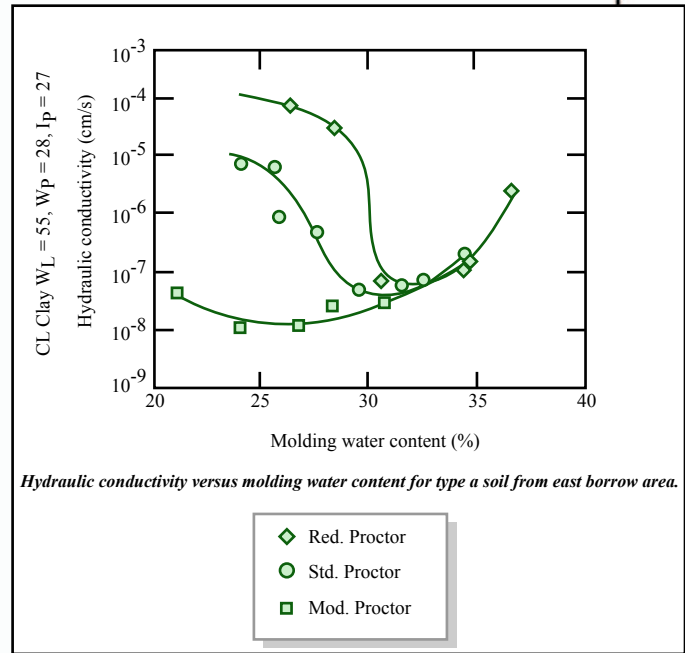 CL Clay WL = 55, WP = 28, IP = 27
Hydraulic conductivity (cm/s)
10-3
10-4
10-5
10-6
10-7
10-8
10-9
20 25 30 35 40
Molding water content (%)
Hydraulic conductivity versus molding water content for type a soil from east borrow area.
Red. Proctor
Std. Proctor
Mod. Proctor